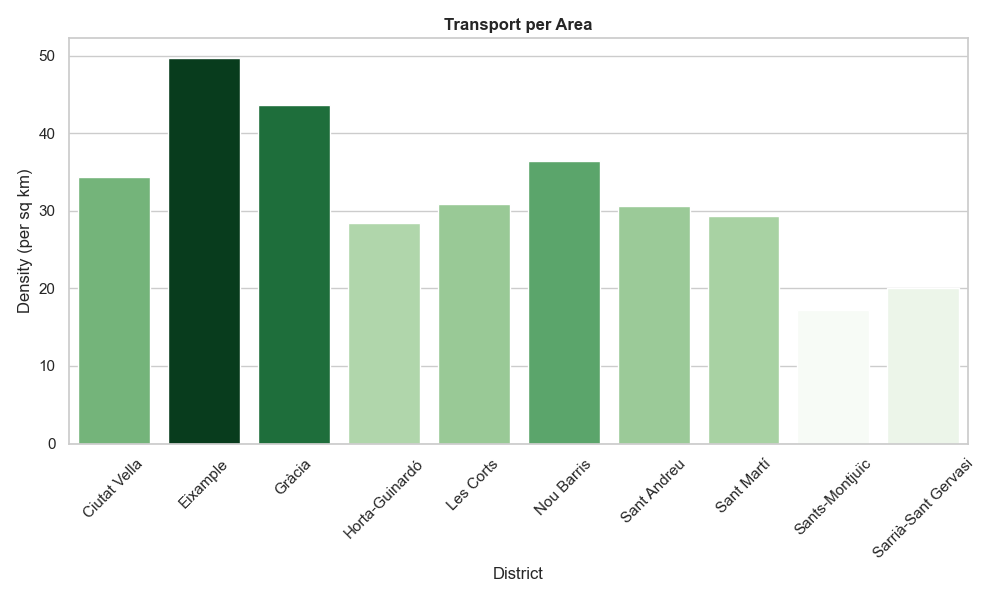 Transport per Area
Density (per sq km)
50
40
30
20
10
0
Ciutat Vella
Eixample
Gràcia
Horta-Guinardó
Les Corts
Nou Barris
Sant Andreu
Sant Martí
Sants-Montjuïc
Sarrià-Sant Gervasi
District